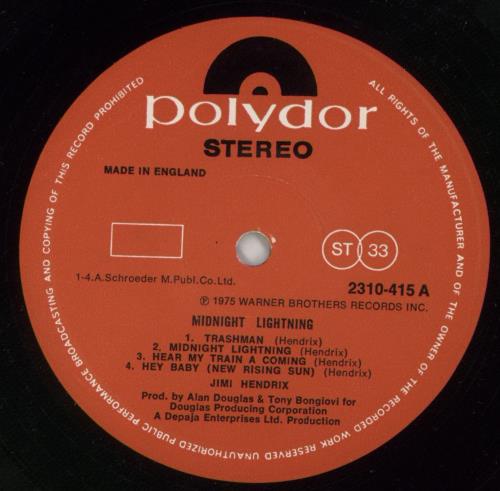 polydor
STEREO
MADE IN ENGLAND
ST 33
1-4.A.Schroeder M.Publ.Co.Ltd.
2310-415 A
℗ 1975 WARNER BROTHERS RECORDS INC.
MIDNIGHT LIGHTNING
1. TRASHMAN (Hendrix)
2. MIDNIGHT LIGHTNING (Hendrix)
3. HEAR MY TRAIN A COMING (Hendrix)
4. HEY BABY (NEW RISING SUN) (Hendrix)
JIMI HENDRIX
Prod. by Alan Douglas & Tony Bongiovi for
Douglas Producing Corporation
A Depaja Enterprises Ltd. Production
ALL RIGHTS OF THE MANUFACTURER AND OF THE OWNER OF THE RECORDED WORK RESERVED UNAUTHORIZED PUBLIC PERFORMANCE BROADCASTING AND COPYING OF THIS RECORD PROHIBITED